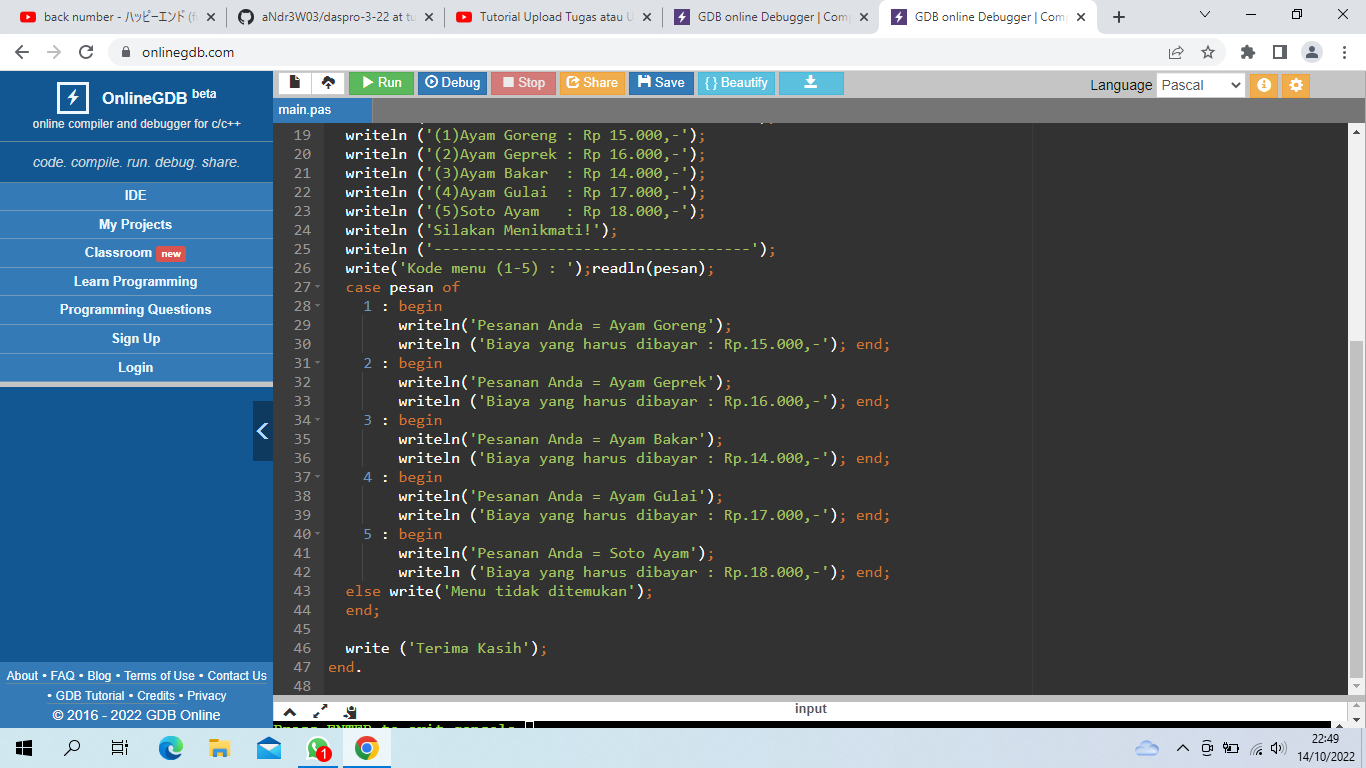 back number - ハッピーエンド (f
aNdr3W03/daspro-3-22 at tu
Tutorial Upload Tugas atau U
GDB online Debugger | Com
GDB online Debugger | Com
onlinegdb.com
OnlineGDB beta
online compiler and debugger for c/c++
code. compile. run. debug. share.
IDE
My Projects
Classroom new
Learn Programming
Programming Questions
Sign Up
Login
About • FAQ • Blog • Terms of Use • Contact Us
• GDB Tutorial • Credits • Privacy
© 2016 - 2022 GDB Online
Run Debug Stop Share Save { } Beautify
Language Pascal
main.pas
19 writeln ('(1)Ayam Goreng : Rp 15.000,-');
20 writeln ('(2)Ayam Geprek : Rp 16.000,-');
21 writeln ('(3)Ayam Bakar  : Rp 14.000,-');
22 writeln ('(4)Ayam Gulai  : Rp 17.000,-');
23 writeln ('(5)Soto Ayam   : Rp 18.000,-');
24 writeln ('Silakan Menikmati!');
25 writeln ('------------------------------------');
26 write('Kode menu (1-5) : ');readln(pesan);
27 case pesan of
28 1 : begin
29 writeln('Pesanan Anda = Ayam Goreng');
30 writeln ('Biaya yang harus dibayar : Rp.15.000,-'); end;
31 2 : begin
32 writeln('Pesanan Anda = Ayam Geprek');
33 writeln ('Biaya yang harus dibayar : Rp.16.000,-'); end;
34 3 : begin
35 writeln('Pesanan Anda = Ayam Bakar');
36 writeln ('Biaya yang harus dibayar : Rp.14.000,-'); end;
37 4 : begin
38 writeln('Pesanan Anda = Ayam Gulai');
39 writeln ('Biaya yang harus dibayar : Rp.17.000,-'); end;
40 5 : begin
41 writeln('Pesanan Anda = Soto Ayam');
42 writeln ('Biaya yang harus dibayar : Rp.18.000,-'); end;
43 else write('Menu tidak ditemukan');
44 end;
45
46 write ('Terima Kasih');
47 end.
48
input
1
22:49
14/10/2022